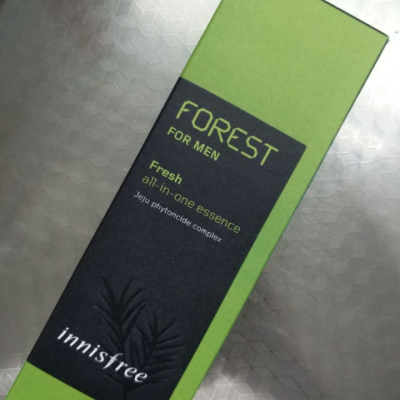 FOREST
FOR MEN
Fresh
all-in-one essence
Jeju phytoncide complex
innisfree